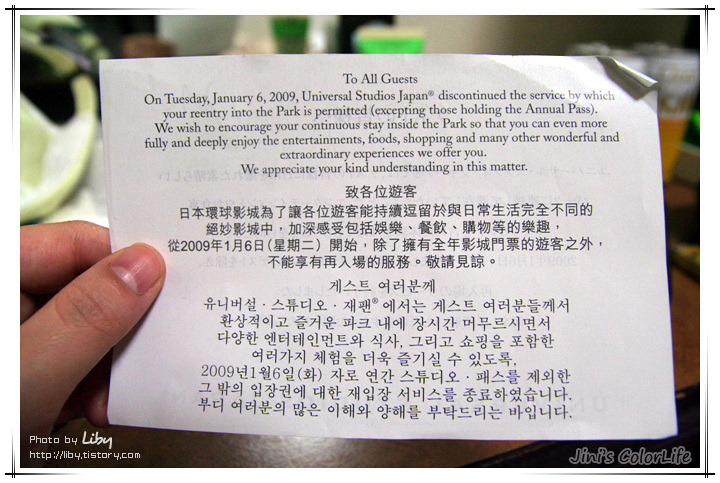 To All Guests
On Tuesday, January 6, 2009, Universal Studios Japan® discontinued the service by which
your reentry into the Park is permitted (excepting those holding the Annual Pass).
We wish to encourage your continuous stay inside the Park so that you can even more
fully and deeply enjoy the entertainments, foods, shopping and many other wonderful and
extraordinary experiences we offer you.
We appreciate your kind understanding in this matter.
致各位遊客
日本環球影城為了讓各位遊客能持續逗留於與日常生活完全不同的
絕妙影城中，加深感受包括娛樂、餐飲、購物等的樂趣，
從2009年1月6日(星期二）開始，除了擁有全年影城門票的遊客之外，
不能享有再入場的服務。敬請見諒。
게스트 여러분께
유니버설·스튜디오·재팬®에서는 게스트 여러분들께서
환상적이고 즐거운 파크 내에 장시간 머무르시면서
다양한 엔터테인먼트와 식사, 그리고 쇼핑을 포함한
여러가지 체험을 더욱 즐기실 수 있도록,
2009년1월6일(화) 자로 연간 스튜디오·패스를 제외한
그 밖의 입장권에 대한 재입장 서비스를 종료하였습니다.
부디 여러분의 많은 이해와 양해를 부탁드리는 바입니다.
Photo by Liby
http://liby.tistory.com
Jini's ColorLife